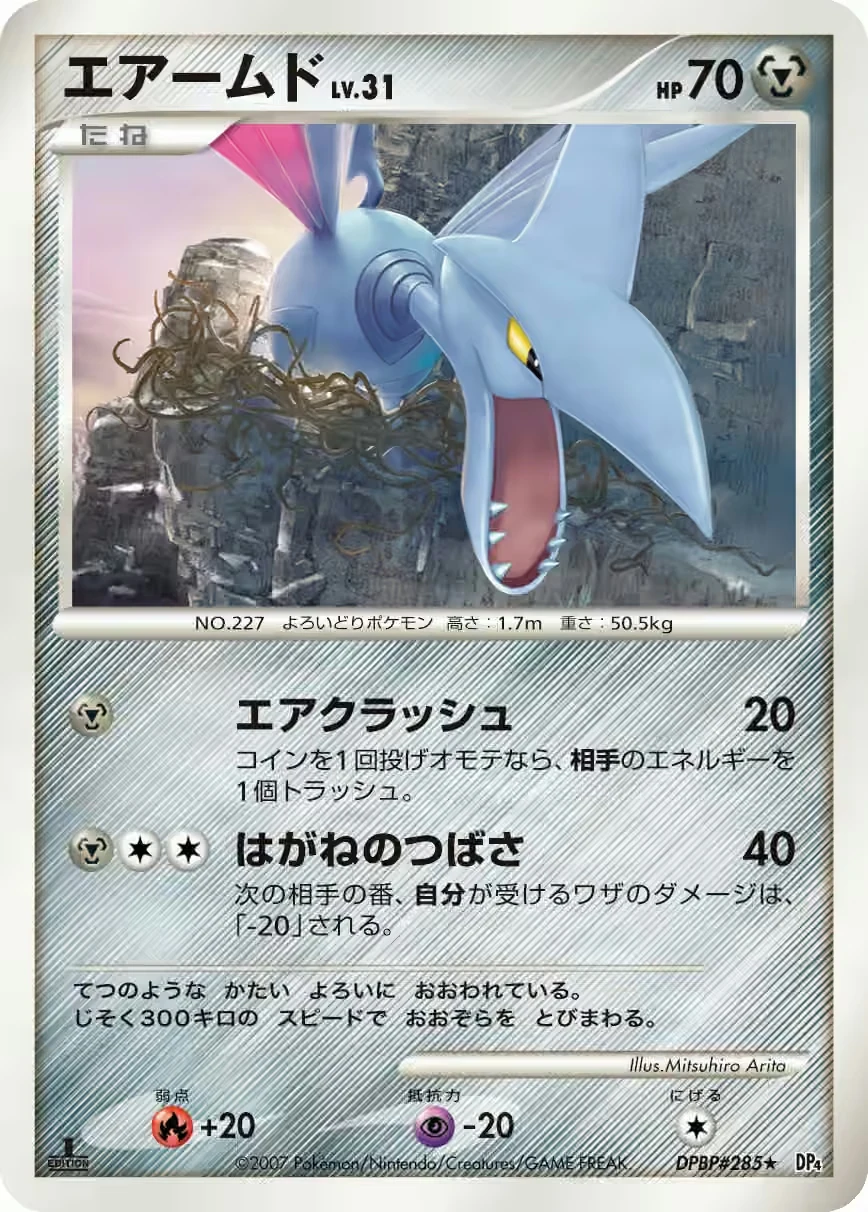 エアームド LV.31 HP 70
たね
NO.227 よろいどりポケモン 高さ：1.7m 重さ：50.5kg
エアクラッシュ 20
コインを1回投げオモテなら、相手のエネルギーを
1個トラッシュ。
はがねのつばさ 40
次の相手の番、自分が受けるワザのダメージは、
「-20」される。
てつのような かたい よろいに おおわれている。
じそく300キロの スピードで おおぞらを とびまわる。
Illus.Mitsuhiro Arita
弱点 抵抗力 にげる
+20 -20
1 EDITION ©2007 Pokémon/Nintendo/Creatures/GAME FREAK. DPBP#285★ DP4